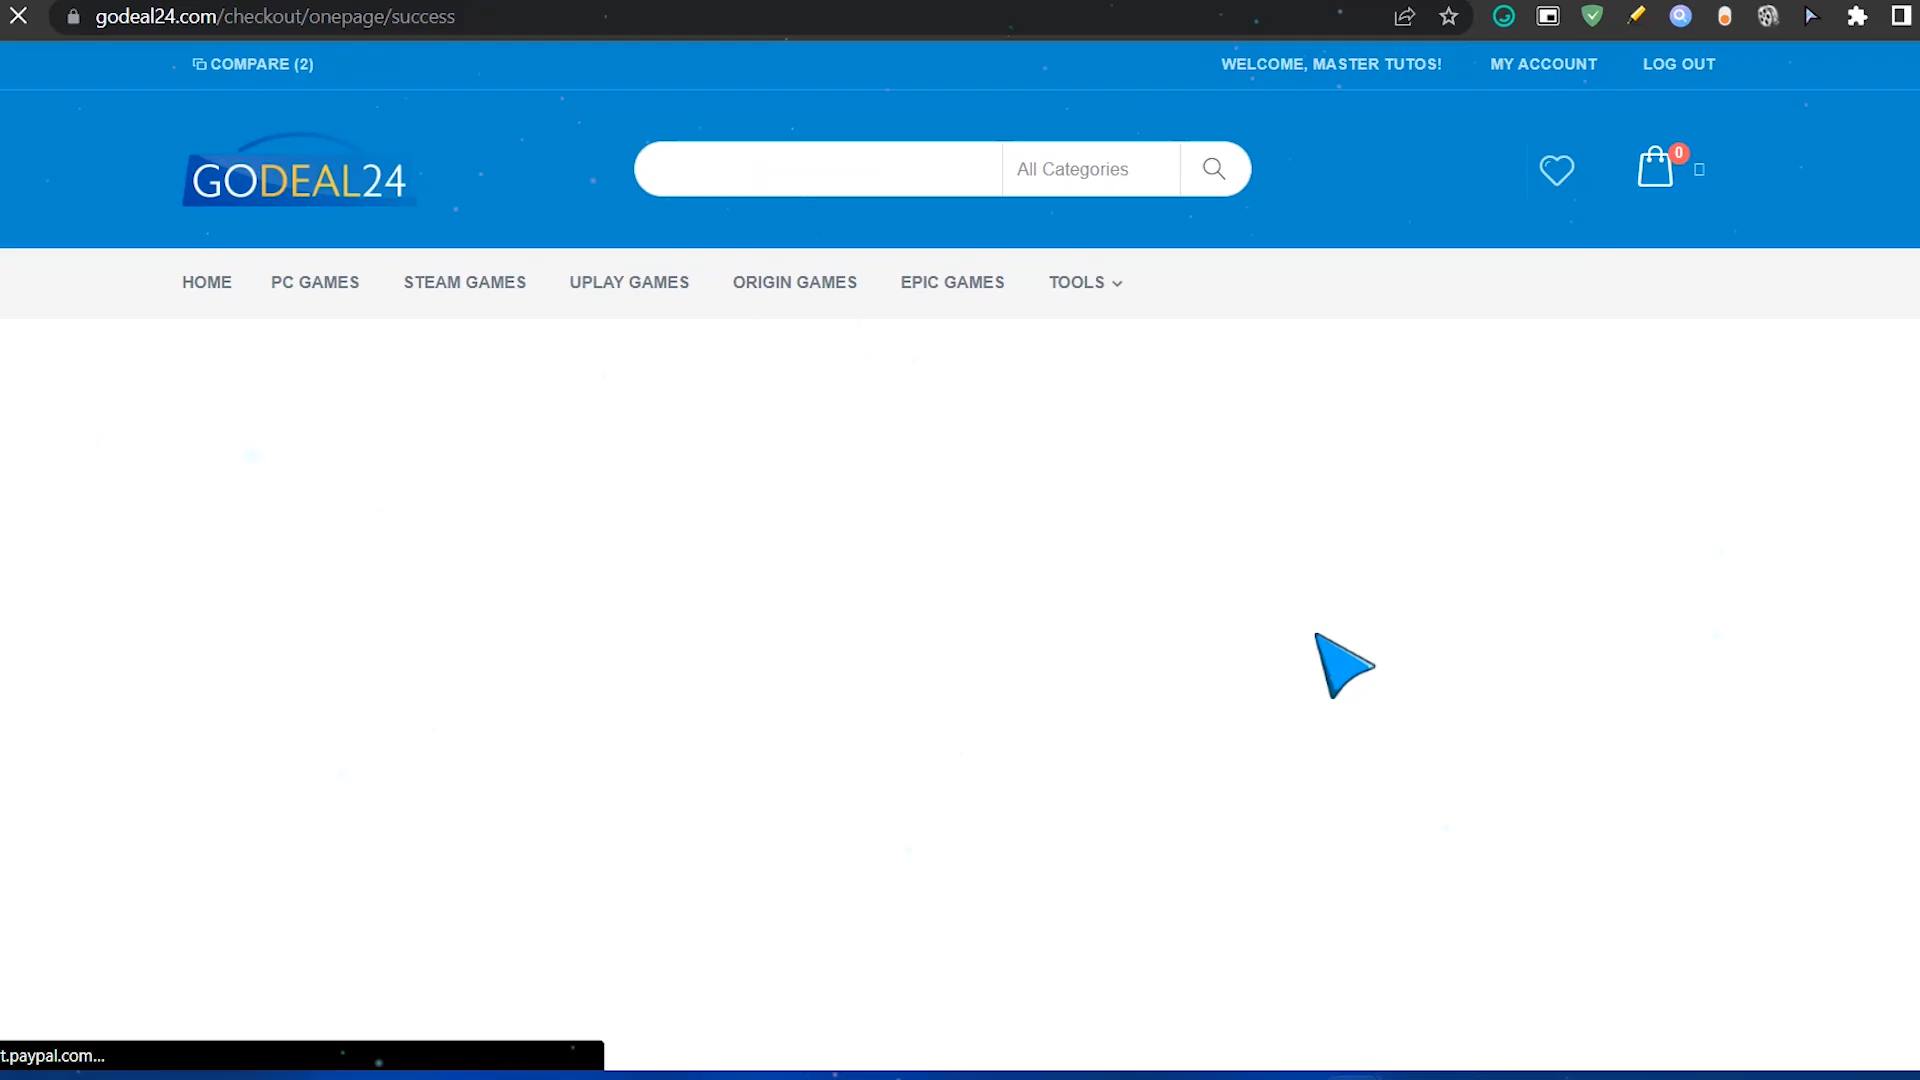 godeal24.com/checkout/onepage/success
COMPARE (2)
WELCOME, MASTER TUTOS!
MY ACCOUNT
LOG OUT
GODEAL24
All Categories
0
HOME
PC GAMES
STEAM GAMES
UPLAY GAMES
ORIGIN GAMES
EPIC GAMES
TOOLS
t.paypal.com...